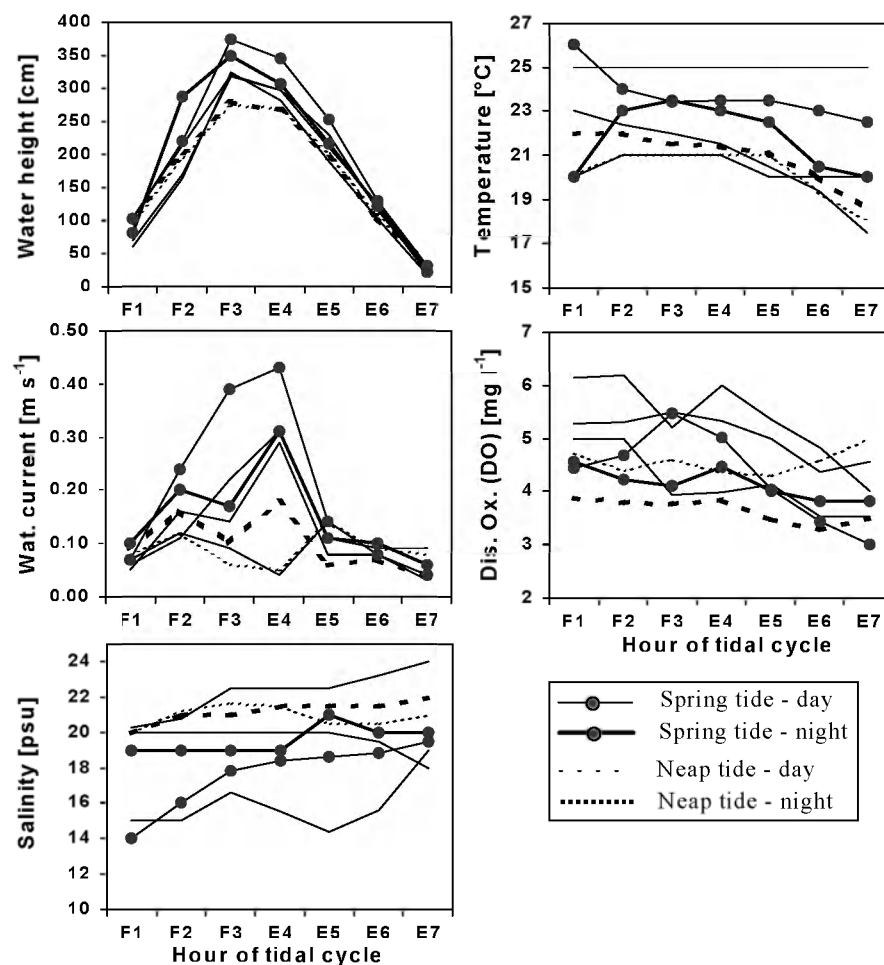 Water height [cm]
400
350
300
250
200
150
100
50
0
F1 F2 F3 E4 E5 E6 E7
Temperature [°C]
27
25
23
21
19
17
15
F1 F2 F3 E4 E5 E6 E7
Wat. current [m s-1]
0.50
0.40
0.30
0.20
0.10
0.00
F1 F2 F3 E4 E5 E6 E7
Dis. Ox. (DO) [mg l-1]
7
6
5
4
3
2
F1 F2 F3 E4 E5 E6 E7
Hour of tidal cycle
Salinity [psu]
24
22
20
18
16
14
12
10
F1 F2 F3 E4 E5 E6 E7
Hour of tidal cycle
Spring tide - day
Spring tide - night
Neap tide - day
Neap tide - night